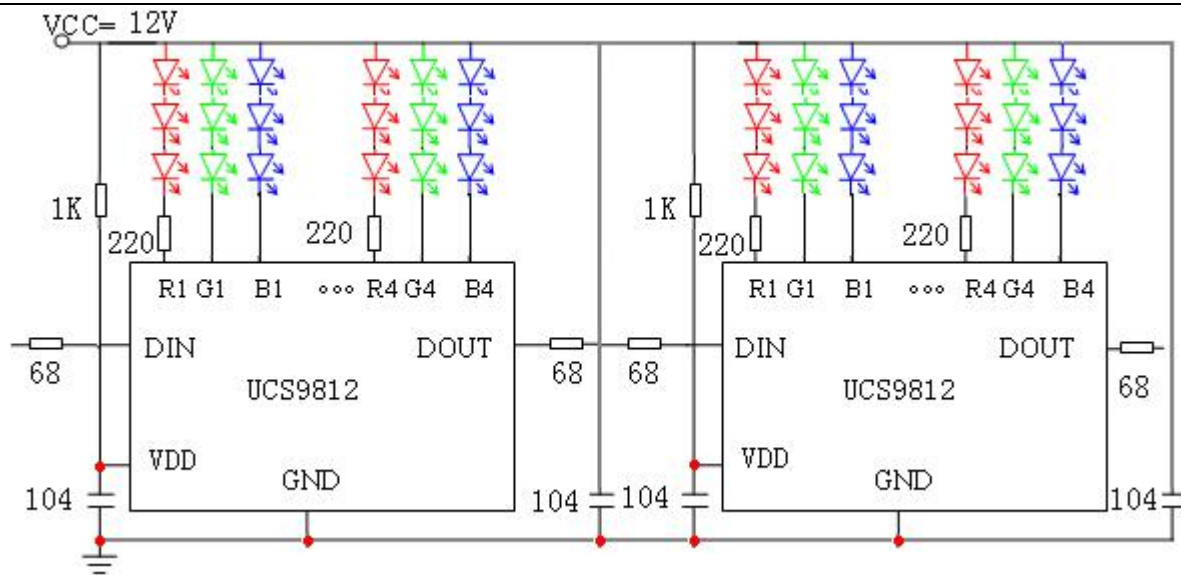 VCC= 12V
1K
220
220
1K
220
220
R1 G1 B1 ∘∘∘ R4 G4 B4
R1 G1 B1 ∘∘∘ R4 G4 B4
DIN
DOUT
DIN
DOUT
68
68
68
68
UCS9812
UCS9812
VDD
VDD
GND
GND
104
104
104
104